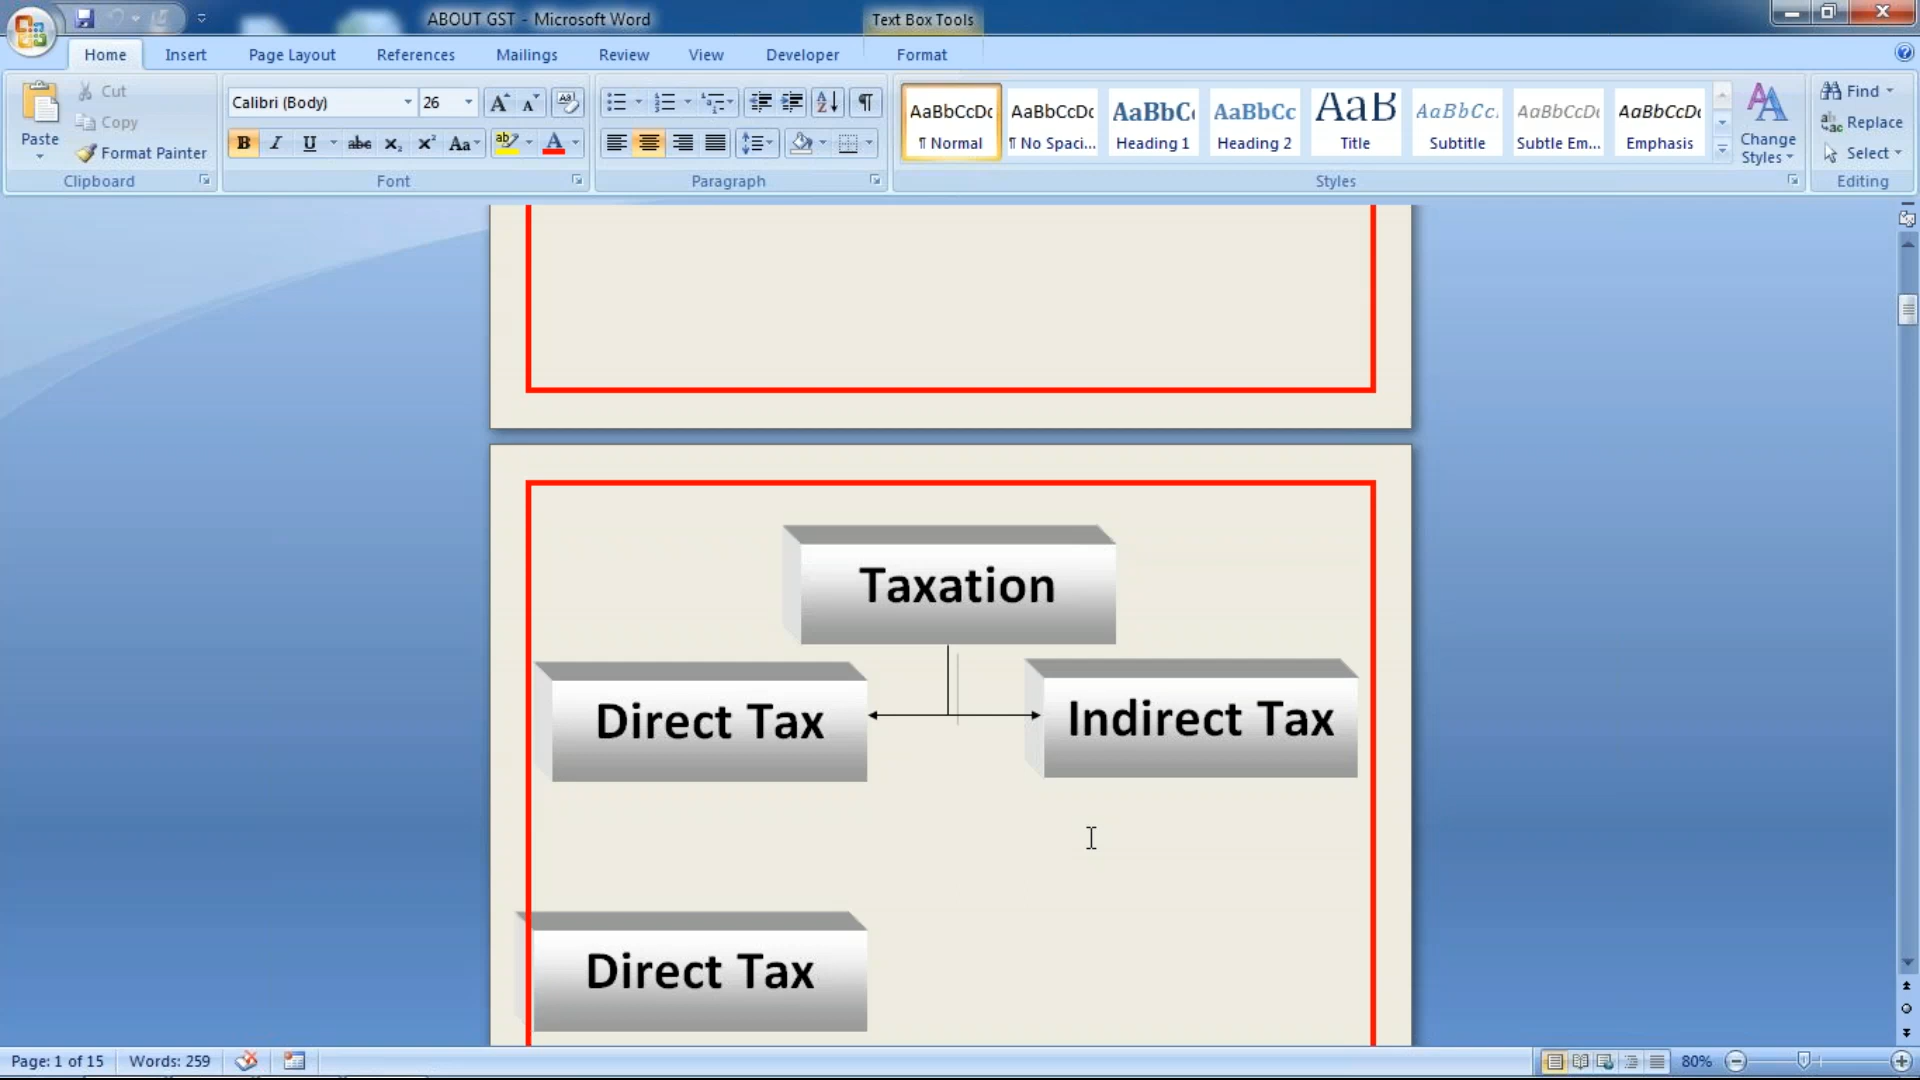 ABOUT GST - Microsoft Word
Text Box Tools
Home
Insert
Page Layout
References
Mailings
Review
View
Developer
Format
Paste
Cut
Copy
Format Painter
Clipboard
Calibri (Body)
26
Font
Paragraph
AaBbCcDc
¶ Normal
AaBbCcDc
¶ No Spaci...
AaBbC
Heading 1
AaBbCc
Heading 2
AaB
Title
AaBbCc.
Subtitle
AaBbCcDc
Subtle Em...
AaBbCcDc
Emphasis
Change
Styles
Styles
Find
Replace
Select
Editing
Taxation
Direct Tax
Indirect Tax
Direct Tax
Page: 1 of 15
Words: 259
80%